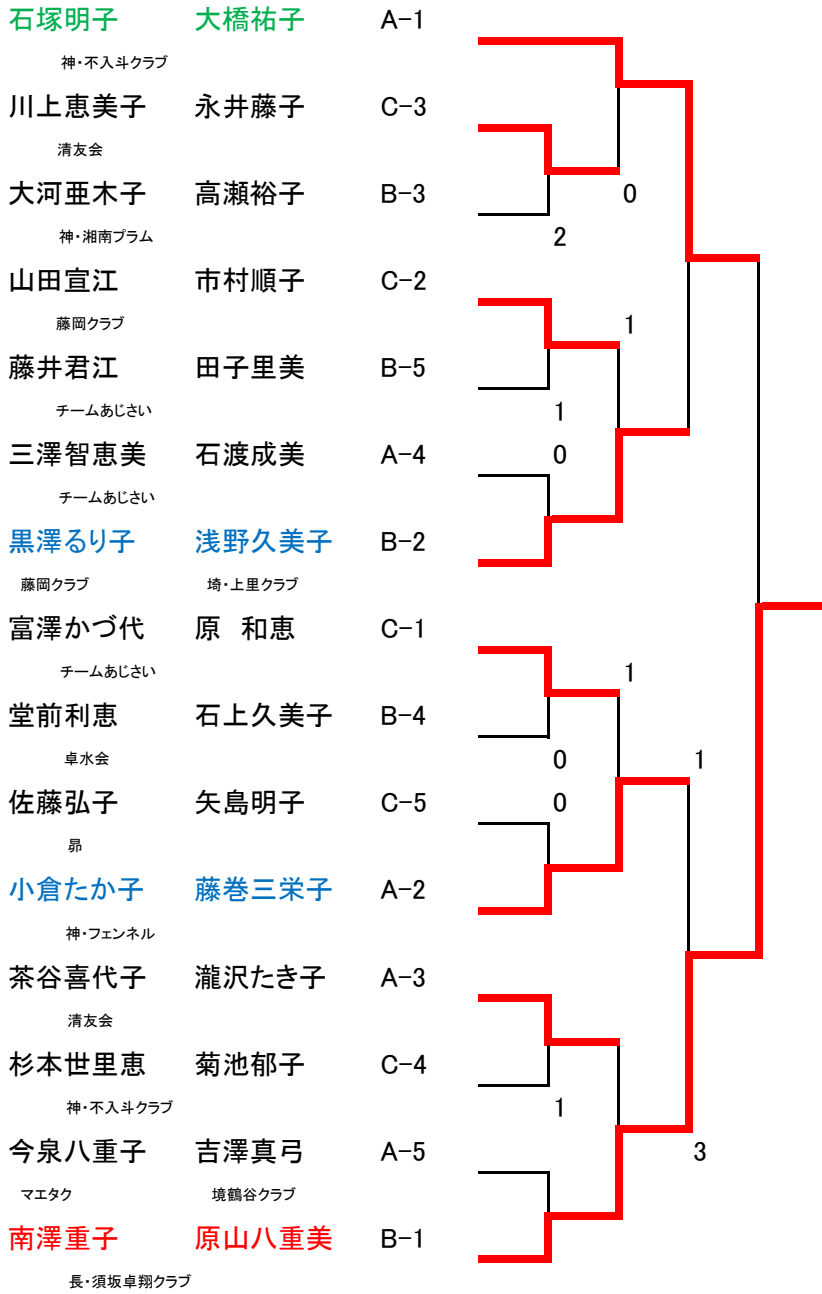 石塚明子 大橋祐子 A-1
神・不入斗クラブ
川上恵美子 永井藤子 C-3
清友会
大河亜木子 高瀬裕子 B-3 0
神・湘南プラム 2
山田宣江 市村順子 C-2
藤岡クラブ 1
藤井君江 田子里美 B-5
チームあじさい 1
三澤智恵美 石渡成美 A-4 0
チームあじさい
黒澤るり子 浅野久美子 B-2
藤岡クラブ 埼・上里クラブ
富澤かづ代 原 和恵 C-1
チームあじさい 1
堂前利恵 石上久美子 B-4
卓水会 0 1
佐藤弘子 矢島明子 C-5 0
昴
小倉たか子 藤巻三栄子 A-2
神・フェンネル
茶谷喜代子 瀧沢たき子 A-3
清友会
杉本世里恵 菊池郁子 C-4
神・不入斗クラブ 1
今泉八重子 吉澤真弓 A-5 3
マエタク 境鶴谷クラブ
南澤重子 原山八重美 B-1
長・須坂卓翔クラブ